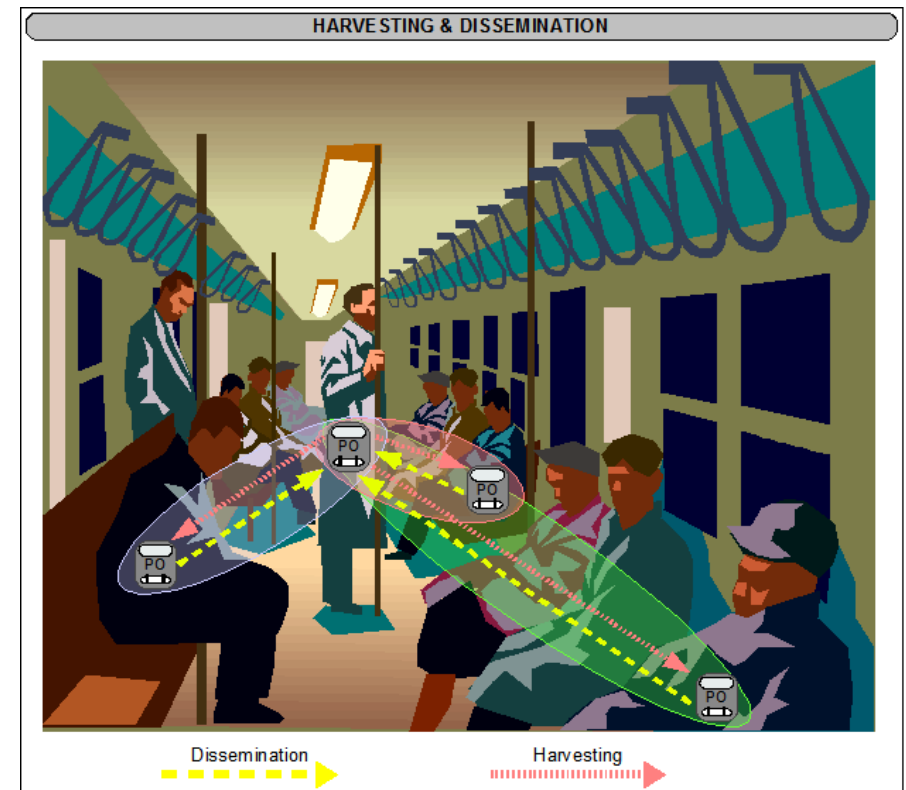 HARVESTING & DISSEMINATION
PO
PO
PO
PO
Dissemination
Harvesting